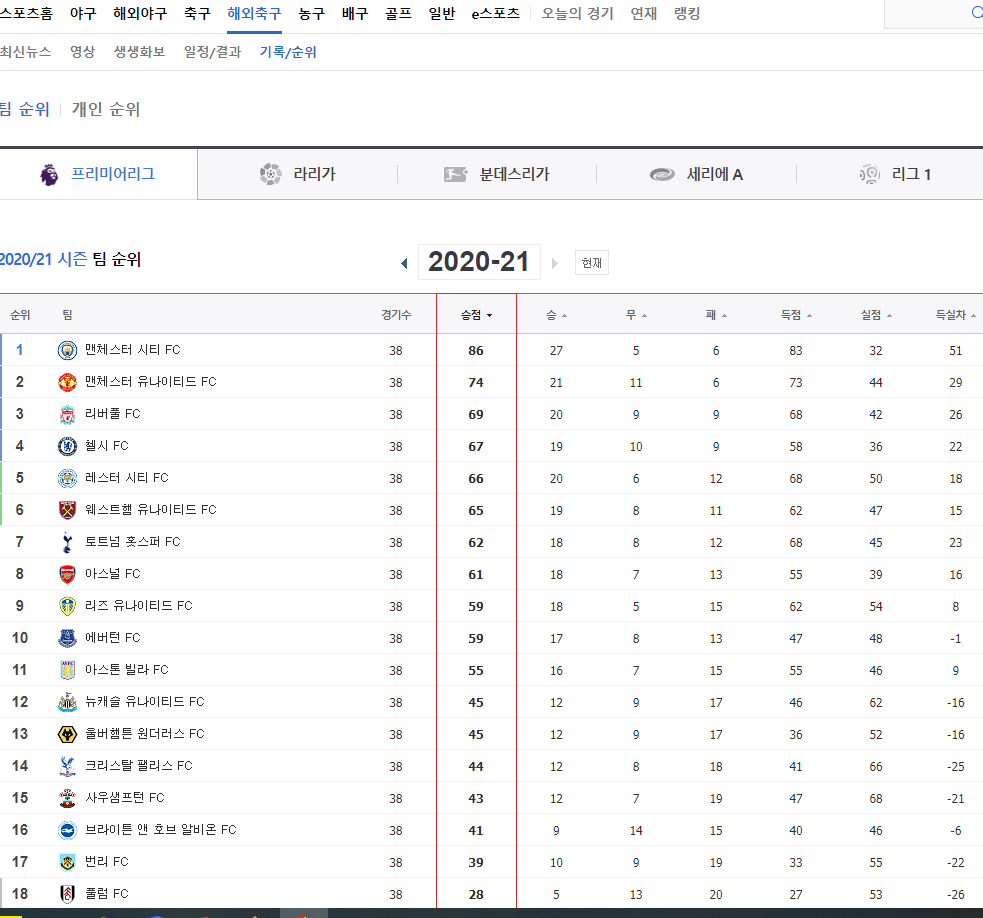 스포츠홈 야구 해외야구 축구 해외축구 농구 배구 골프 일반 e스포츠 오늘의 경기 연재 랭킹
최신뉴스 영상 생생화보 일정/결과 기록/순위
팀 순위 개인 순위
프리미어리그 라리가 분데스리가 세리에 A 리그 1
2020/21 시즌 팀 순위 2020-21 현재
순위 팀 경기수 승점 승 무 패 득점 실점 득실차
1 맨체스터 시티 FC 38 86 27 5 6 83 32 51
2 맨체스터 유나이티드 FC 38 74 21 11 6 73 44 29
3 리버풀 FC 38 69 20 9 9 68 42 26
4 첼시 FC 38 67 19 10 9 58 36 22
5 레스터 시티 FC 38 66 20 6 12 68 50 18
6 웨스트햄 유나이티드 FC 38 65 19 8 11 62 47 15
7 토트넘 홋스퍼 FC 38 62 18 8 12 68 45 23
8 아스널 FC 38 61 18 7 13 55 39 16
9 리즈 유나이티드 FC 38 59 18 5 15 62 54 8
10 에버턴 FC 38 59 17 8 13 47 48 -1
11 아스톤 빌라 FC 38 55 16 7 15 55 46 9
12 뉴캐슬 유나이티드 FC 38 45 12 9 17 46 62 -16
13 울버햄튼 원더러스 FC 38 45 12 9 17 36 52 -16
14 크리스탈 팰리스 FC 38 44 12 8 18 41 66 -25
15 사우샘프턴 FC 38 43 12 7 19 47 68 -21
16 브라이튼 앤 호브 알비온 FC 38 41 9 14 15 40 46 -6
17 번리 FC 38 39 10 9 19 33 55 -22
18 풀럼 FC 38 28 5 13 20 27 53 -26